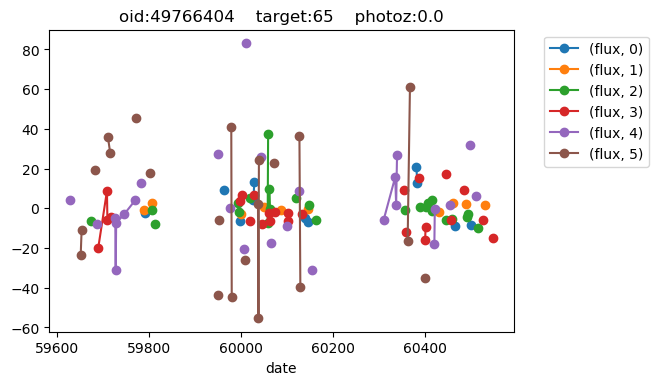 oid:49766404    target:65    photoz:0.0
80
60
40
20
0
−20
−40
−60
59600
59800
60000
60200
60400
date
(flux, 0)
(flux, 1)
(flux, 2)
(flux, 3)
(flux, 4)
(flux, 5)